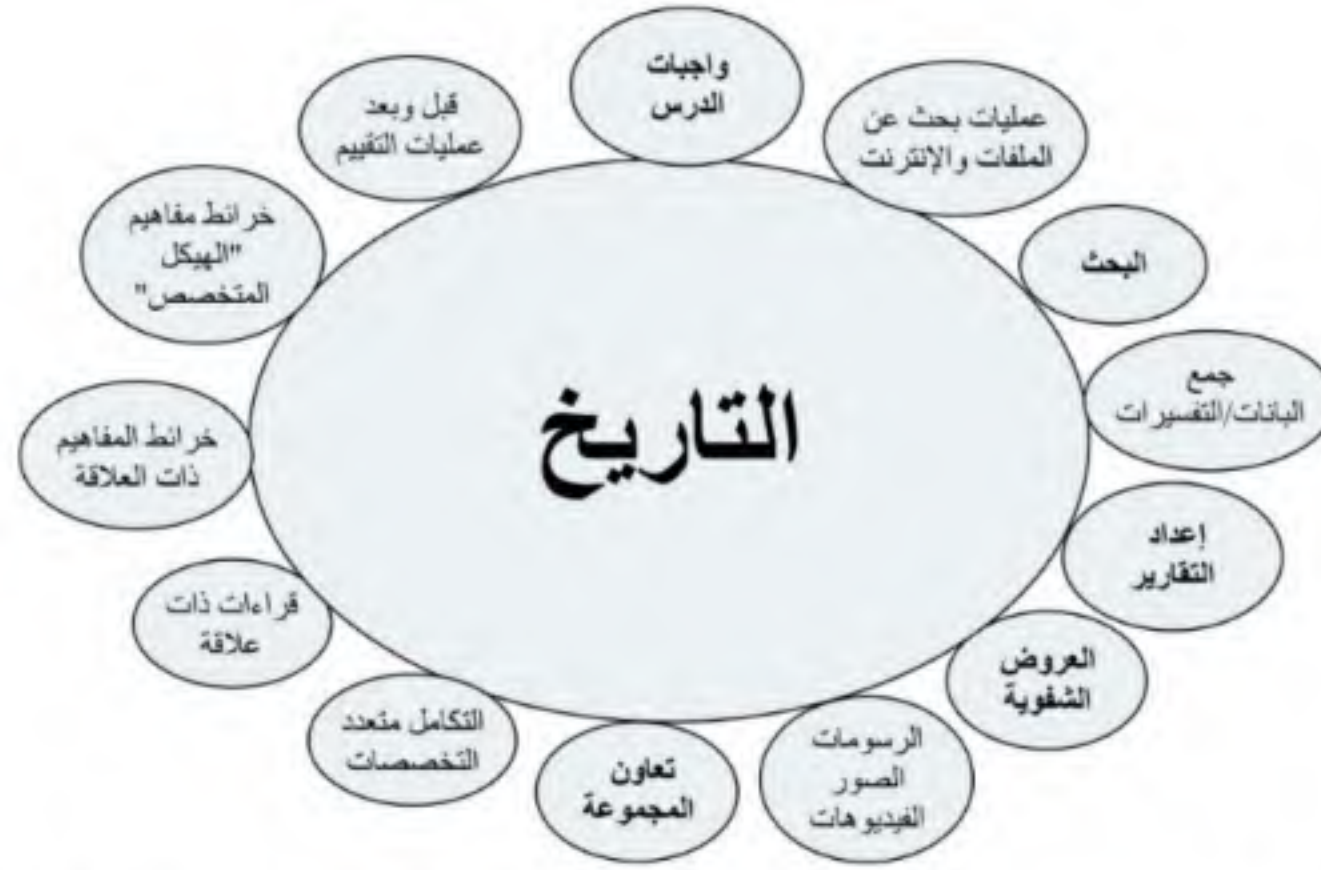 التاريخ
واجبات
الدرس
عمليات بحث عن
الملفات والإنترنت
البحث
جمع
البانات/التفسيرات
إعداد
التقارير
العروض
الشفوية
الرسومات
الصور
الفيديوهات
تعاون
المجموعة
التكامل متعدد
التخصصات
قراءات ذات
علاقة
خرائط المفاهيم
ذات العلاقة
خرائط مفاهيم
"الهيكل
المتخصص"
قبل وبعد
عمليات التقييم